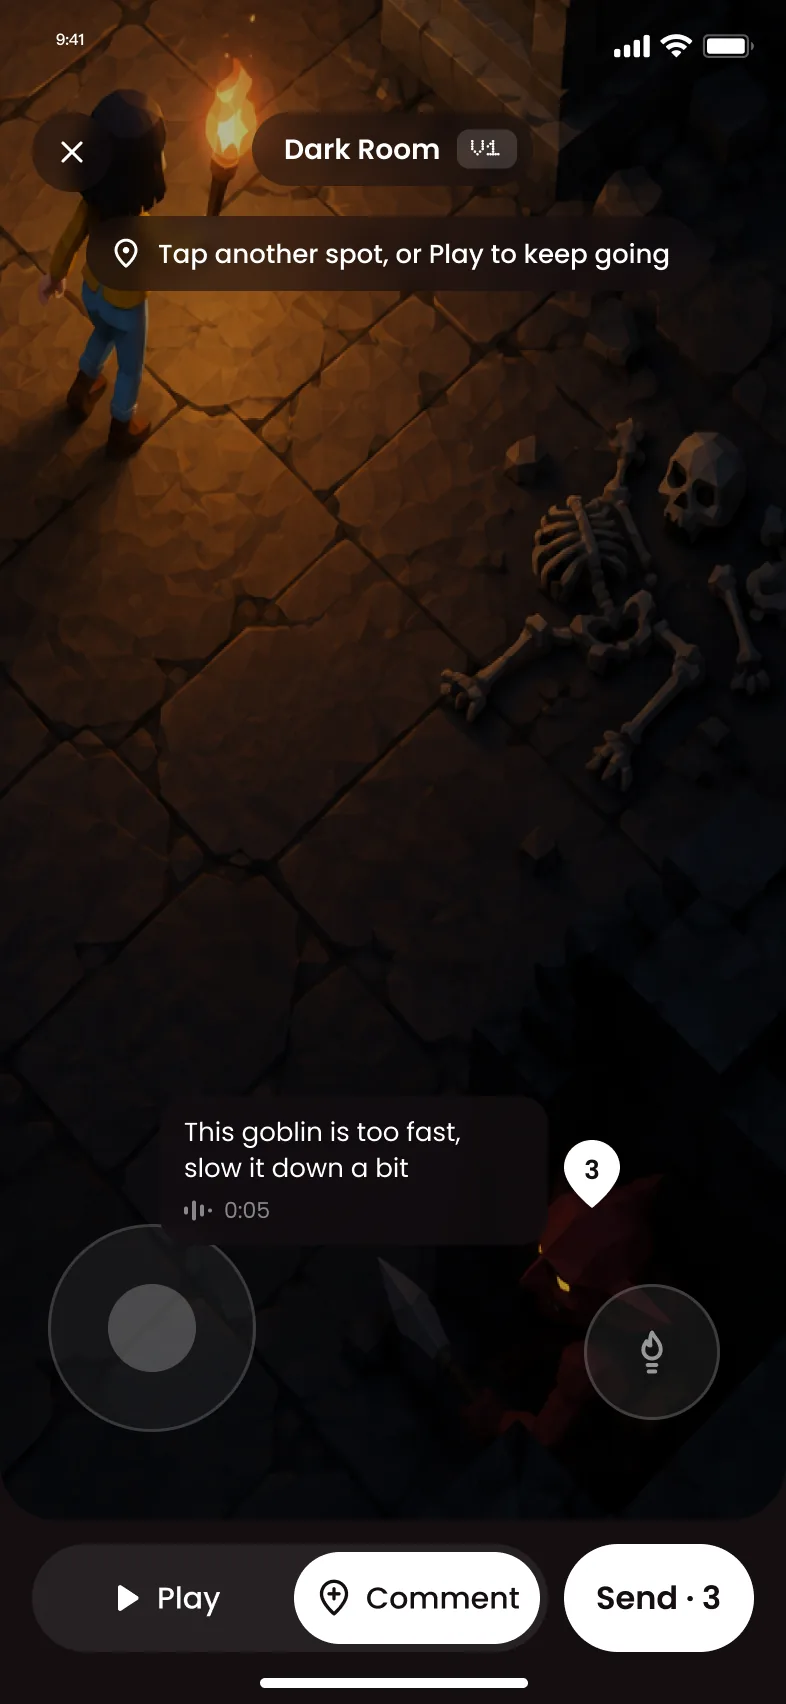 9:41
Dark Room V1
Tap another spot, or Play to keep going
This goblin is too fast,
slow it down a bit
0:05
3
Play
Comment
Send · 3